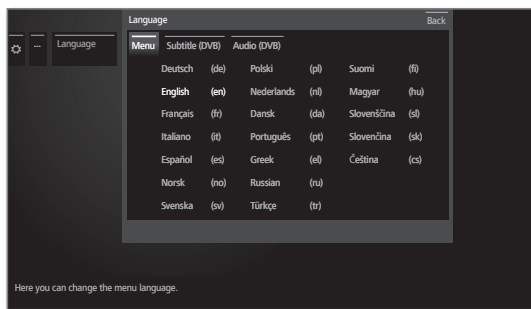 Language Back
... Language
Menu Subtitle (DVB) Audio (DVB)
Deutsch (de) Polski (pl) Suomi (fi)
English (en) Nederlands (nl) Magyar (hu)
Français (fr) Dansk (da) Slovenščina (sl)
Italiano (it) Português (pt) Slovenčina (sk)
Español (es) Greek (el) Čeština (cs)
Norsk (no) Russian (ru)
Svenska (sv) Türkçe (tr)
Here you can change the menu language.